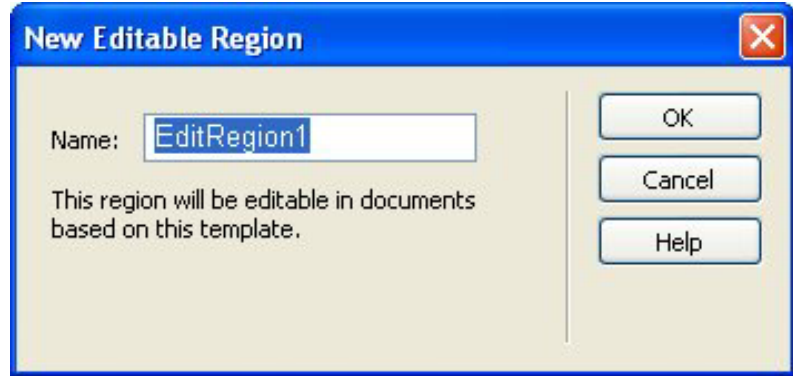 New Editable Region
Name: EditRegion1
This region will be editable in documents
based on this template.
OK
Cancel
Help